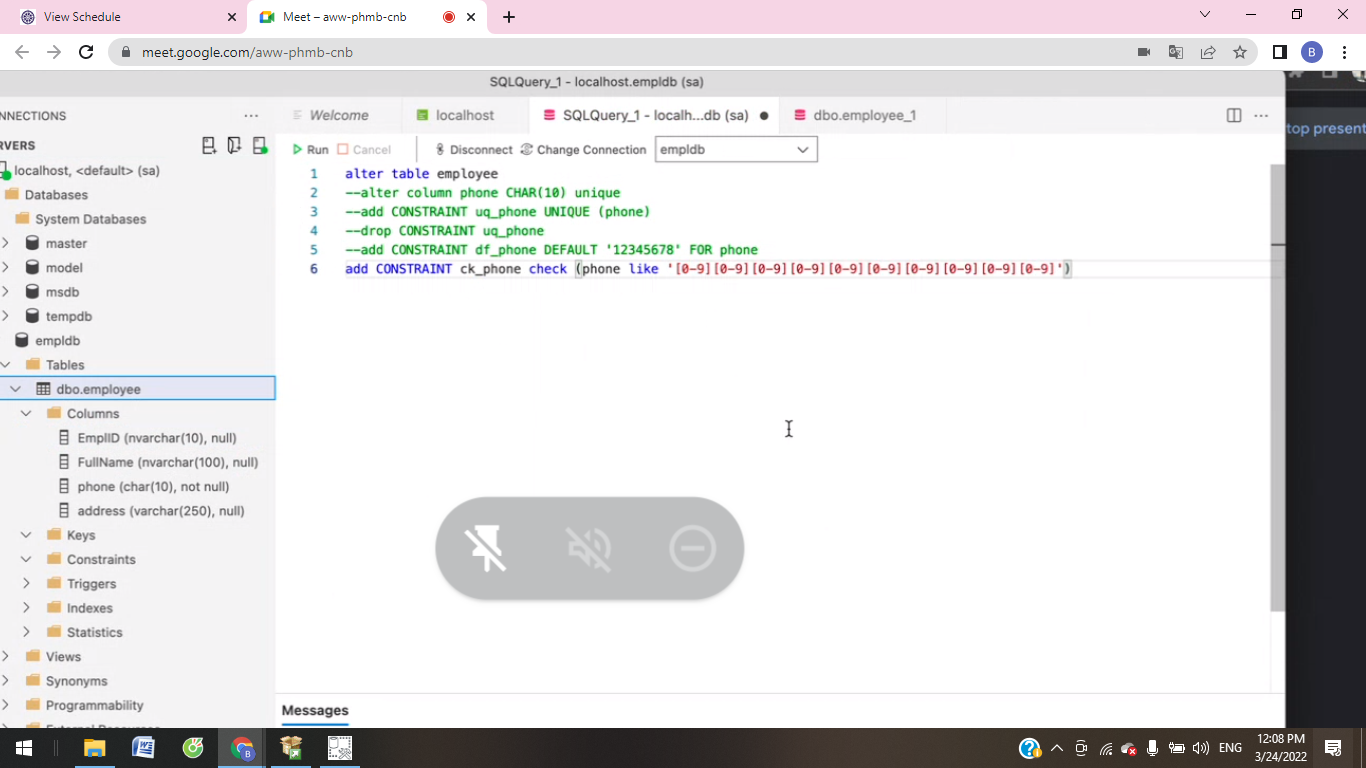 View Schedule
Meet – aww-phmb-cnb
meet.google.com/aww-phmb-cnb
B
SQLQuery_1 - localhost.empldb (sa)
NNECTIONS
Welcome
localhost
SQLQuery_1 - localh...db (sa)
dbo.employee_1
top present
RVERS
Run
Cancel
Disconnect
Change Connection
empldb
localhost, <default> (sa)
Databases
System Databases
master
model
msdb
tempdb
empldb
Tables
dbo.employee
Columns
EmplID (nvarchar(10), null)
FullName (nvarchar(100), null)
phone (char(10), not null)
address (varchar(250), null)
Keys
Constraints
Triggers
Indexes
Statistics
Views
Synonyms
Programmability
1 alter table employee
2 --alter column phone CHAR(10) unique
3 --add CONSTRAINT uq_phone UNIQUE (phone)
4 --drop CONSTRAINT uq_phone
5 --add CONSTRAINT df_phone DEFAULT '12345678' FOR phone
6 add CONSTRAINT ck_phone check (phone like '[0-9][0-9][0-9][0-9][0-9][0-9][0-9][0-9][0-9][0-9]')
Messages
ENG
12:08 PM
3/24/2022